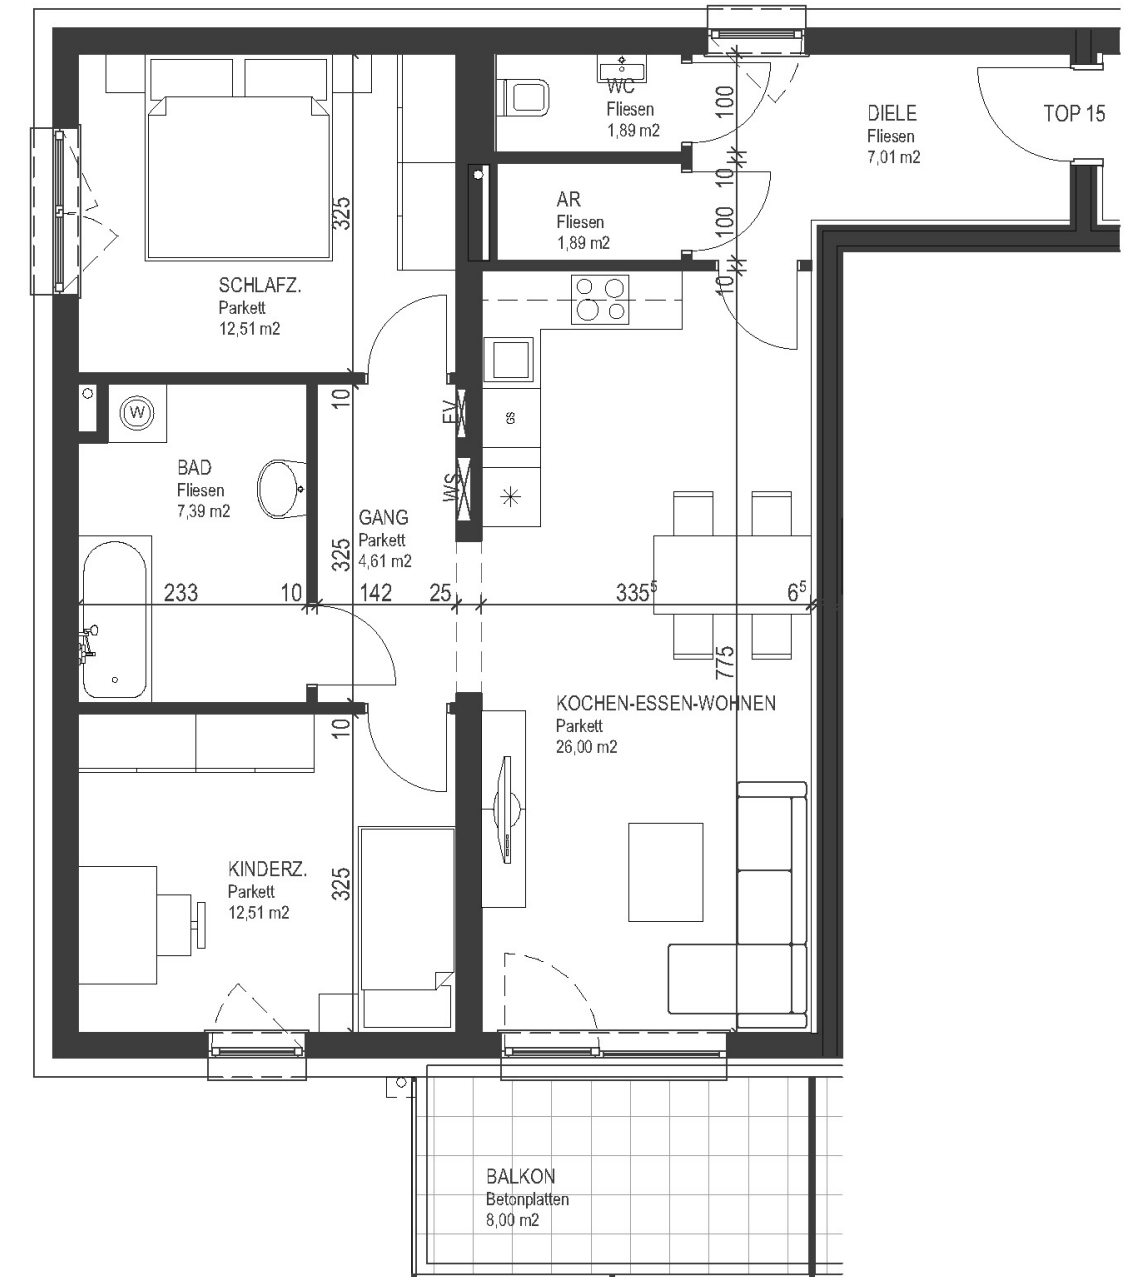 WC
Fliesen
1,89 m2
100
DIELE
Fliesen
7,01 m2
TOP 15
10
AR
Fliesen
1,89 m2
100
10
325
SCHLAFZ.
Parkett
12,51 m2
10
W
EV
GS
BAD
Fliesen
7,39 m2
WS
GANG
Parkett
4,61 m2
325
233
10
142
25
335⁵
6⁵
775
KOCHEN-ESSEN-WOHNEN
Parkett
26,00 m2
10
KINDERZ.
Parkett
12,51 m2
325
BALKON
Betonplatten
8,00 m2